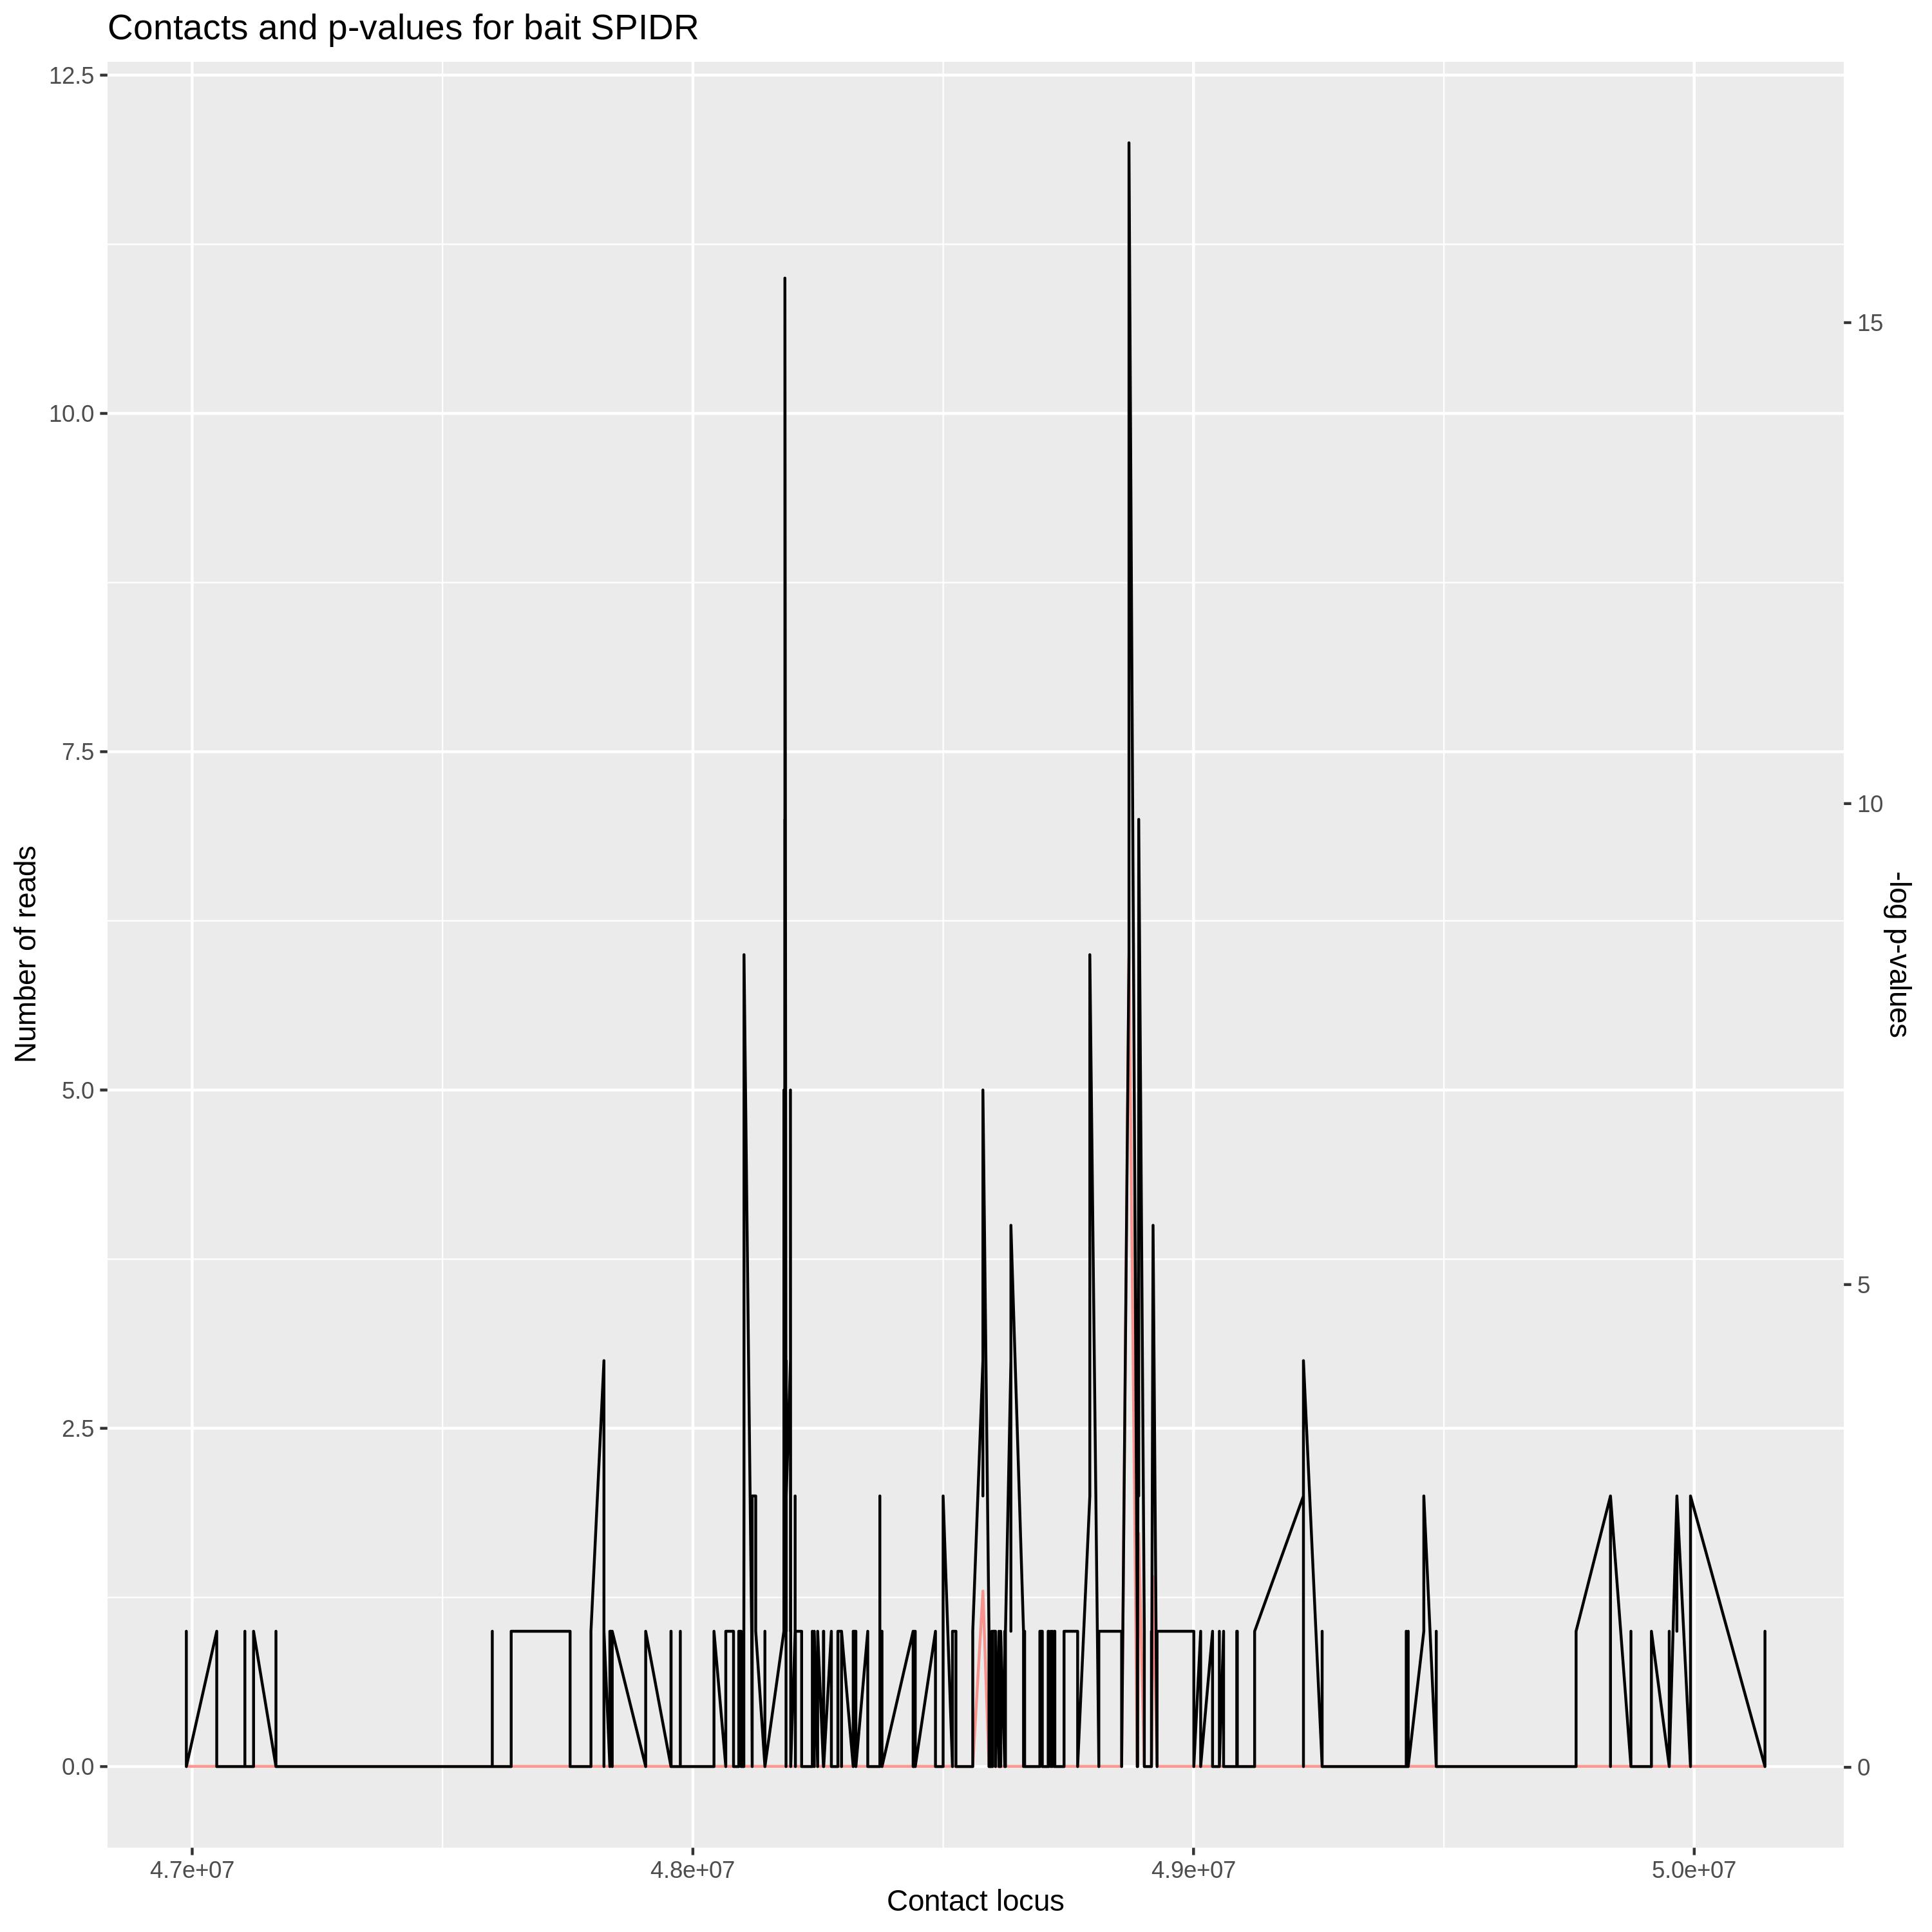 Contacts and p-values for bait SPIDR
12.5
10.0
7.5
5.0
2.5
0.0
Number of reads
15
10
5
0
-log p-values
4.7e+07
4.8e+07
4.9e+07
5.0e+07
Contact locus